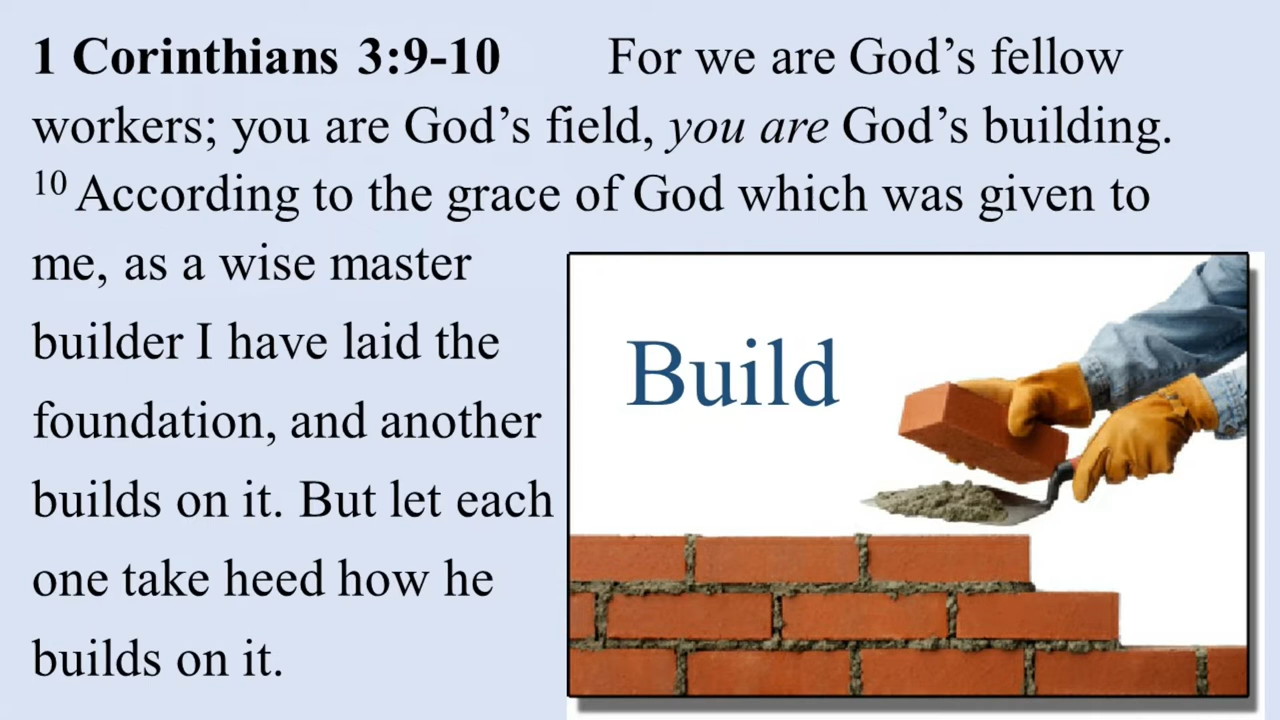 1 Corinthians 3:9-10 For we are God’s fellow
workers; you are God’s field, you are God’s building.
10 According to the grace of God which was given to
me, as a wise master
builder I have laid the
foundation, and another
builds on it. But let each
one take heed how he
builds on it.
Build